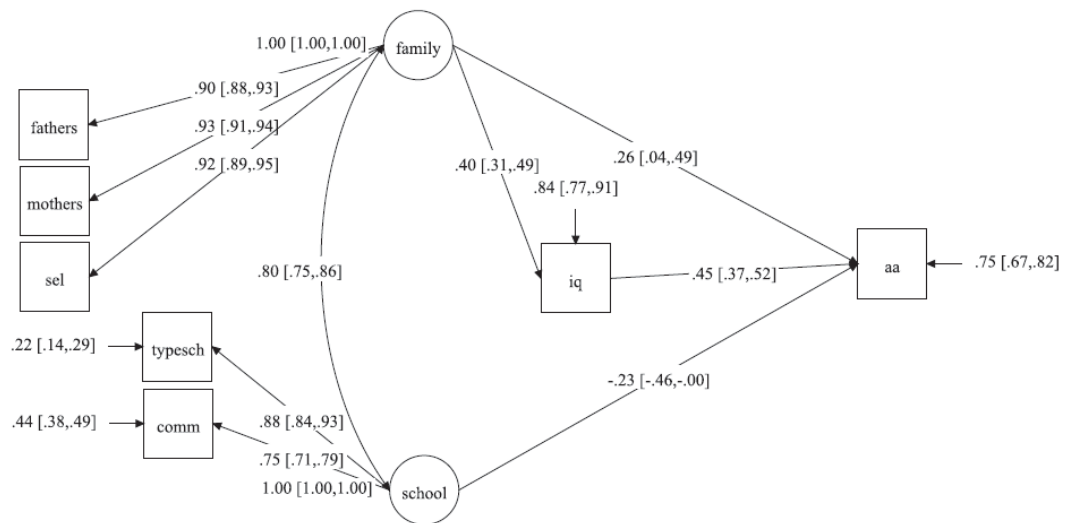 1.00 [1.00,1.00]
family
.90 [.88,.93]
fathers
.93 [.91,.94]
.92 [.89,.95]
mothers
.40 [.31,.49]
.26 [.04,.49]
.84 [.77,.91]
sel
.80 [.75,.86]
iq
.45 [.37,.52]
aa
.75 [.67,.82]
.22 [.14,.29]
typesch
-.23 [-.46,-.00]
.44 [.38,.49]
comm
.88 [.84,.93]
.75 [.71,.79]
1.00 [1.00,1.00]
school